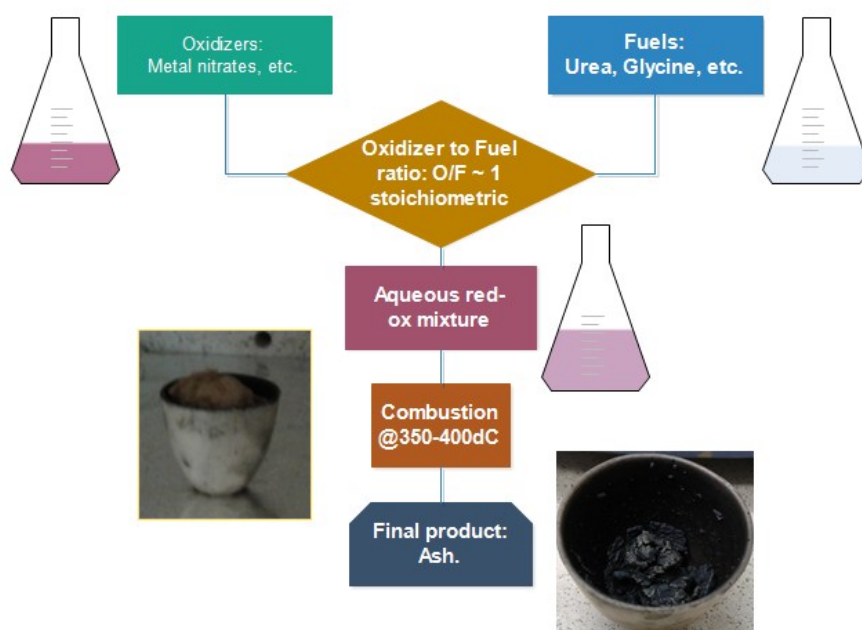 Oxidizers:
Metal nitrates, etc.
Fuels:
Urea, Glycine, etc.
Oxidizer to Fuel
ratio: O/F ~ 1
stoichiometric
Aqueous red-
ox mixture
Combustion
@350-400dC
Final product:
Ash.